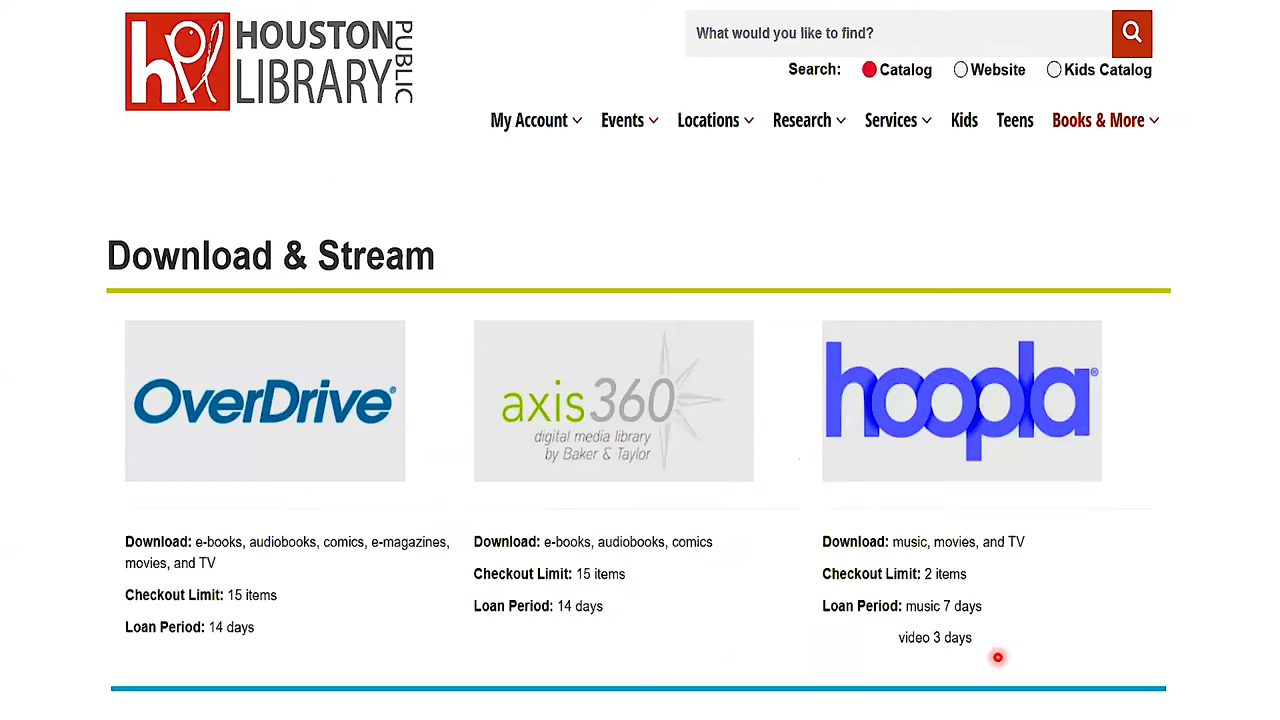 hpl HOUSTON PUBLIC LIBRARY
What would you like to find?
Search: Catalog Website Kids Catalog
My Account Events Locations Research Services Kids Teens Books & More
Download & Stream
OverDrive®
axis360
digital media library
by Baker & Taylor
hoopla®
Download: e-books, audiobooks, comics, e-magazines,
movies, and TV
Checkout Limit: 15 items
Loan Period: 14 days
Download: e-books, audiobooks, comics
Checkout Limit: 15 items
Loan Period: 14 days
Download: music, movies, and TV
Checkout Limit: 2 items
Loan Period: music 7 days
video 3 days